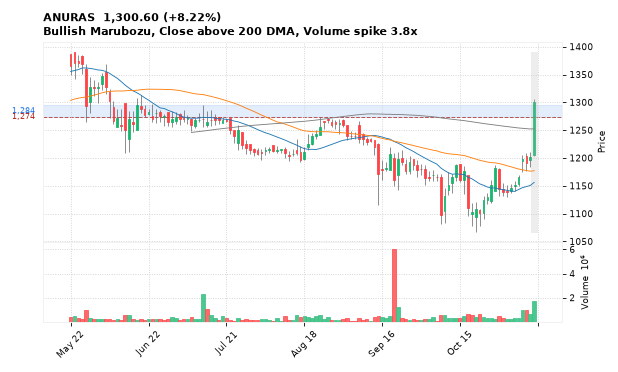 ANURAS 1,300.60 (+8.22%)
Bullish Marubozu, Close above 200 DMA, Volume spike 3.8x
1400
1350
1300
1,284
1,274
1250
1200
1150
1100
1050
Price
6
4
2
Volume 10⁶
May 22
Jun 22
Jul 21
Aug 18
Sep 16
Oct 15